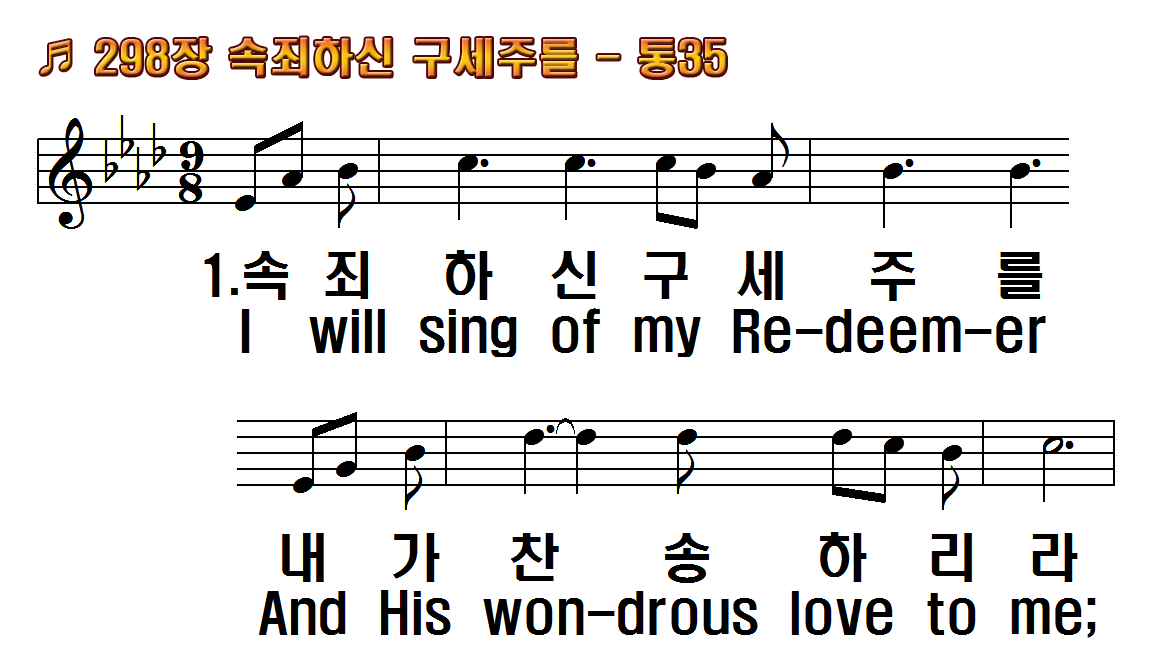 ♬ 298장 속죄하신 구세주를 - 통35
9
8
1.속 죄 하 신 구 세 주 를
I will sing of my Re-deem-er
내 가 찬 송 하 리 라
And His won-drous love to me;